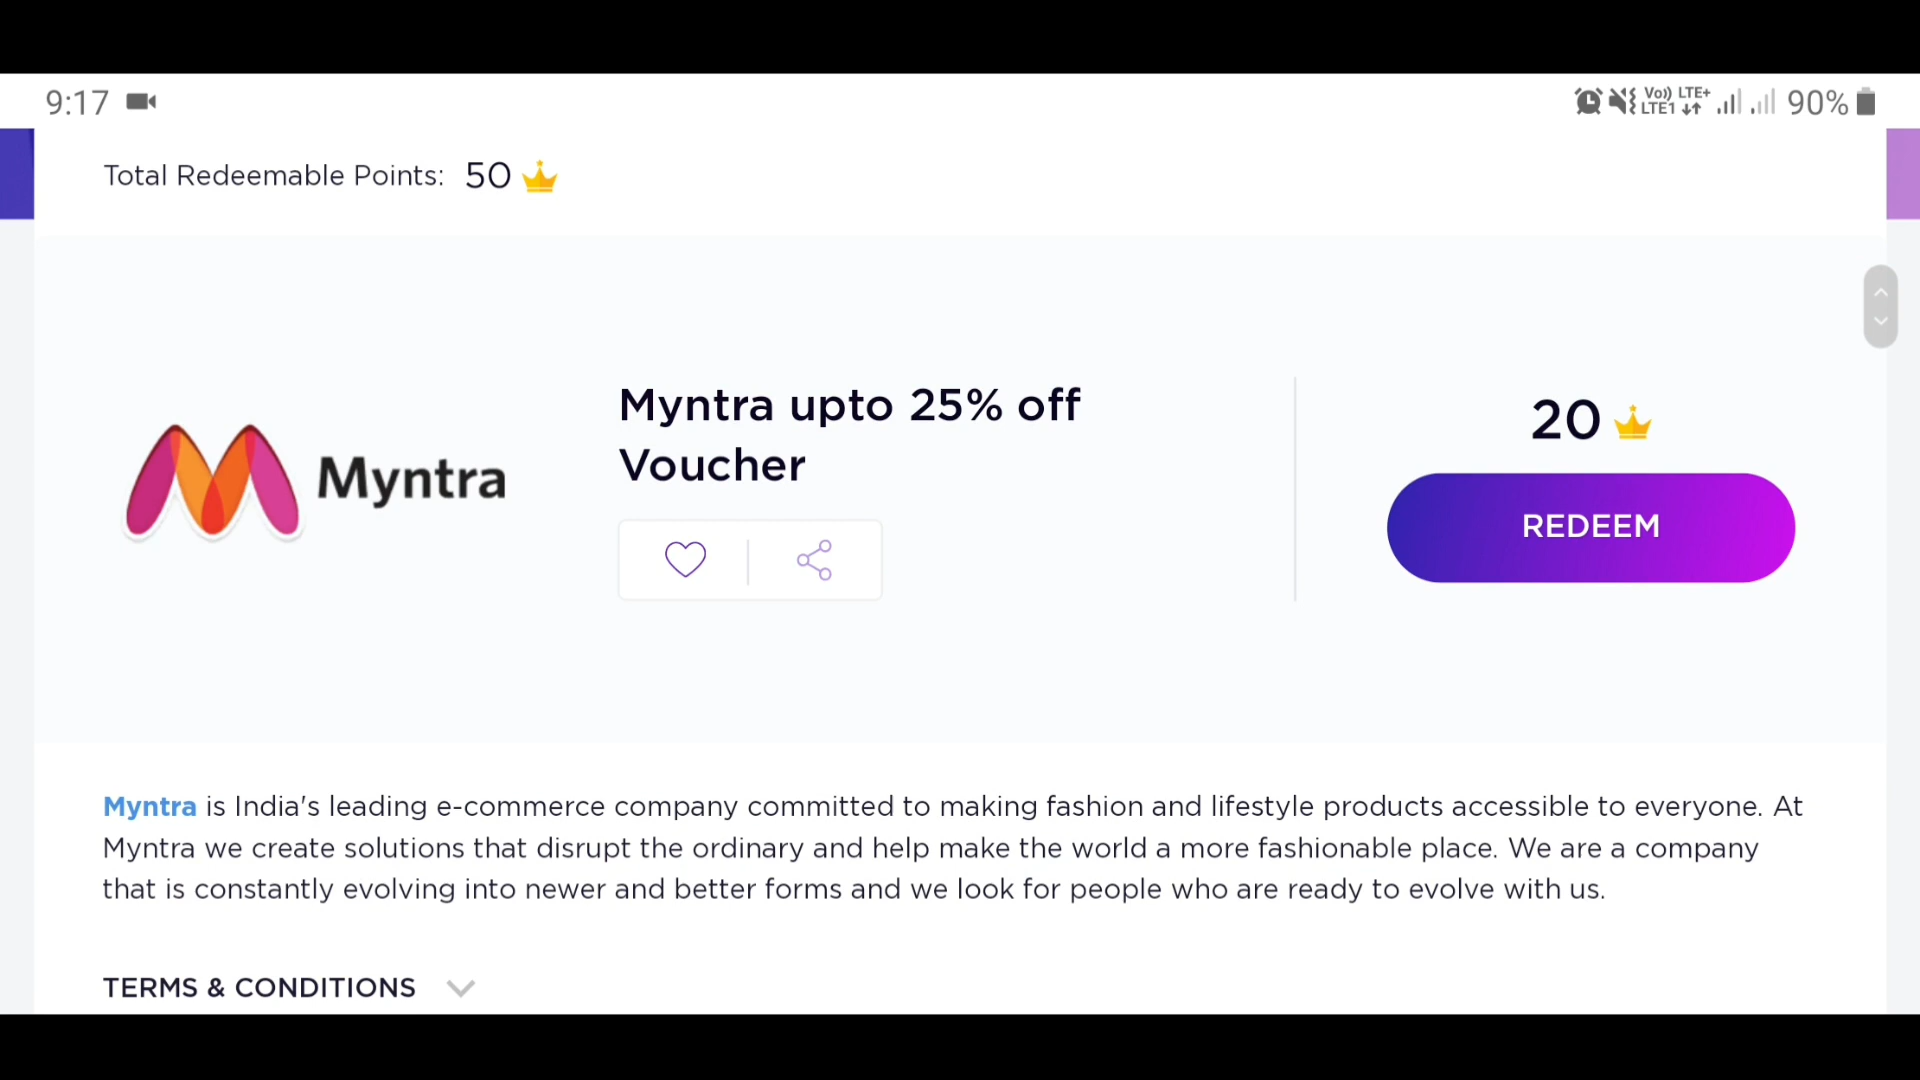 9:17
Vo)) LTE+
LTE1
90%
Total Redeemable Points: 50
Myntra
Myntra upto 25% off
Voucher
20
REDEEM
Myntra is India's leading e-commerce company committed to making fashion and lifestyle products accessible to everyone. At
Myntra we create solutions that disrupt the ordinary and help make the world a more fashionable place. We are a company
that is constantly evolving into newer and better forms and we look for people who are ready to evolve with us.
TERMS & CONDITIONS